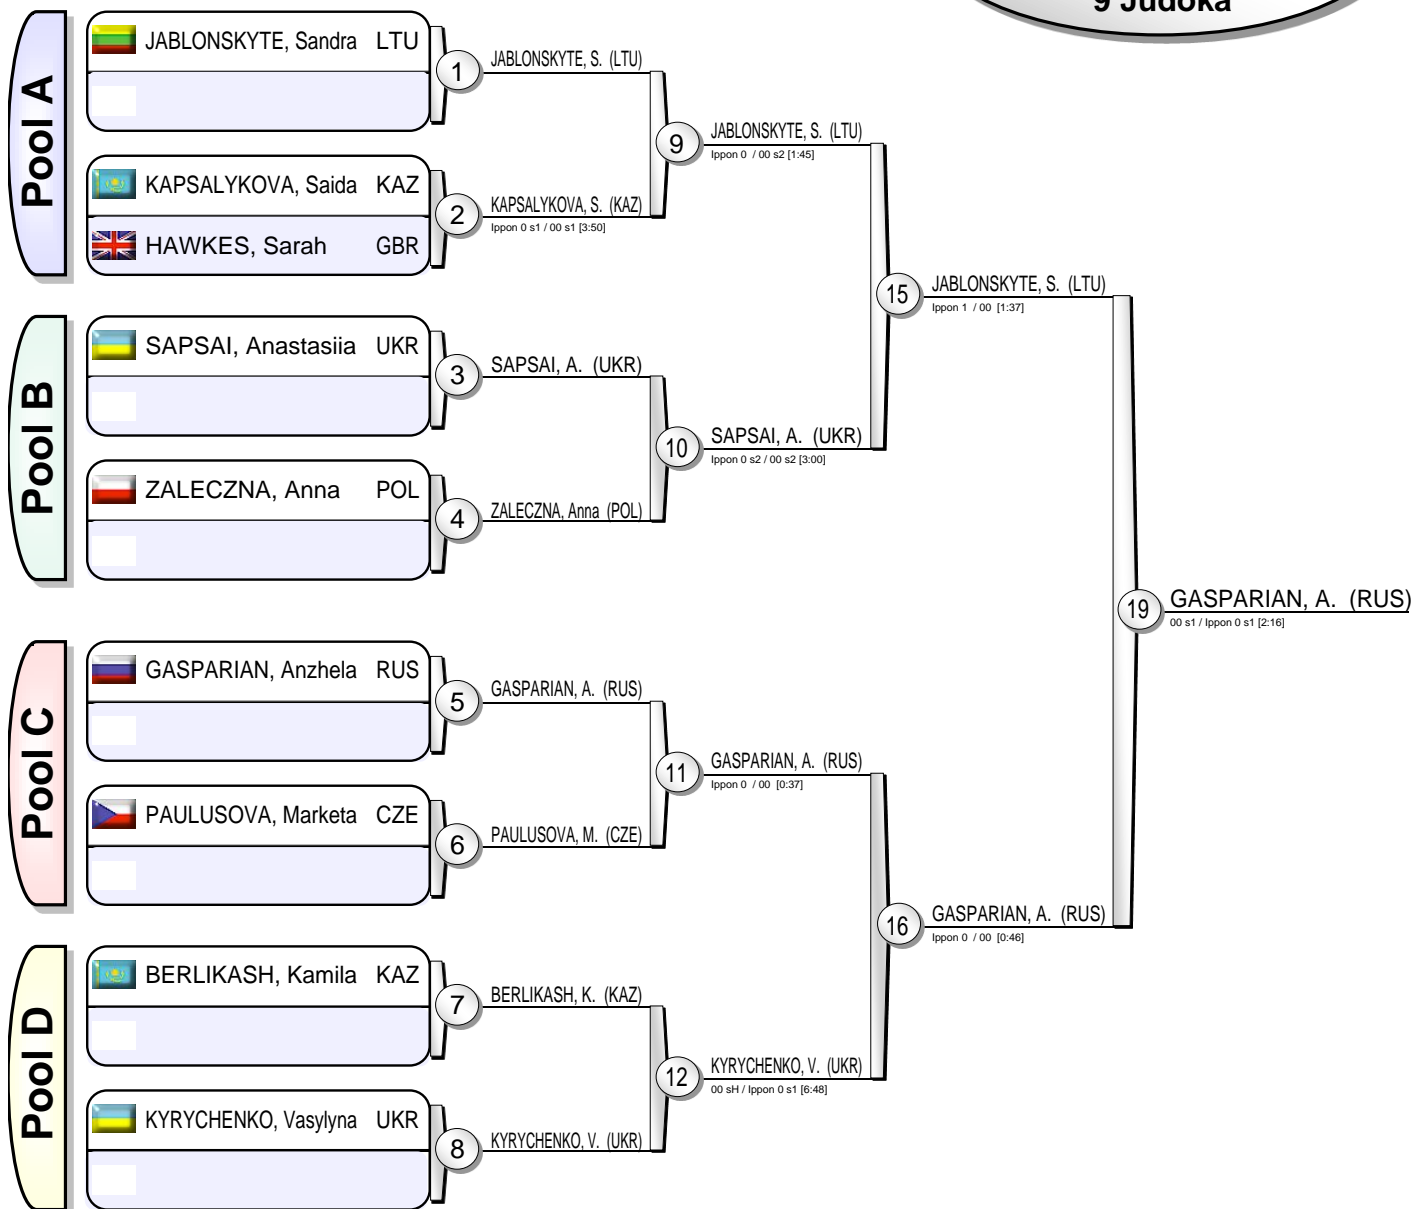 9 Judoka
Pool A
JABLONSKYTE, Sandra LTU
1
JABLONSKYTE, S. (LTU)
KAPSALYKOVA, Saida KAZ
HAWKES, Sarah GBR
2
KAPSALYKOVA, S. (KAZ)
Ippon 0 s1 / 00 s1 [3:50]
9
JABLONSKYTE, S. (LTU)
Ippon 0 / 00 s2 [1:45]
Pool B
SAPSAI, Anastasiia UKR
3
SAPSAI, A. (UKR)
ZALECZNA, Anna POL
4
ZALECZNA, Anna (POL)
10
SAPSAI, A. (UKR)
Ippon 0 s2 / 00 s2 [3:00]
15
JABLONSKYTE, S. (LTU)
Ippon 1 / 00 [1:37]
Pool C
GASPARIAN, Anzhela RUS
5
GASPARIAN, A. (RUS)
PAULUSOVA, Marketa CZE
6
PAULUSOVA, M. (CZE)
11
GASPARIAN, A. (RUS)
Ippon 0 / 00 [0:37]
Pool D
BERLIKASH, Kamila KAZ
7
BERLIKASH, K. (KAZ)
KYRYCHENKO, Vasylyna UKR
8
KYRYCHENKO, V. (UKR)
12
KYRYCHENKO, V. (UKR)
00 sH / Ippon 0 s1 [6:48]
16
GASPARIAN, A. (RUS)
Ippon 0 / 00 [0:46]
19
GASPARIAN, A. (RUS)
00 s1 / Ippon 0 s1 [2:16]